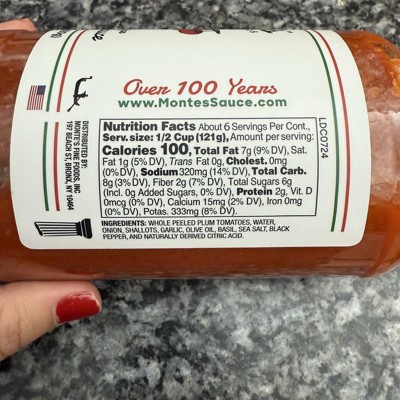 Over 100 Years
www.MontesSauce.com
Nutrition Facts About 6 Servings Per Cont.,
Serv. size: 1/2 Cup (121g), Amount per serving:
Calories 100, Total Fat 7g (9% DV), Sat.
Fat 1g (5% DV), Trans Fat 0g, Cholest. 0mg
(0% DV), Sodium 320mg (14% DV), Total Carb.
8g (3% DV), Fiber 2g (7% DV), Total Sugars 6g
(Incl. 0g Added Sugars, 0% DV), Protein 2g, Vit. D
0mcg (0% DV), Calcium 15mg (2% DV), Iron 0mg
(0% DV), Potas. 333mg (8% DV).
INGREDIENTS: WHOLE PEELED PLUM TOMATOES, WATER,
ONION, SHALLOTS, GARLIC, OLIVE OIL, BASIL, SEA SALT, BLACK
PEPPER, AND NATURALLY DERIVED CITRIC ACID.
LDC0724
DISTRIBUTED BY:
MONTE'S FINE FOODS, INC
197 BEACH ST, BRONX, NY 10464